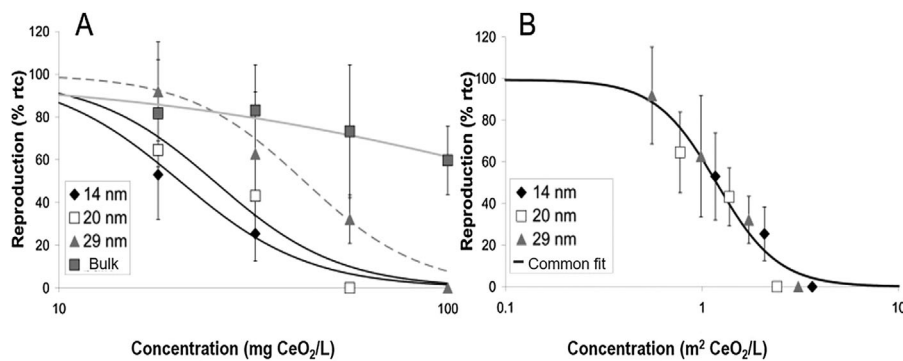 A
Reproduction (% rtc)
120
100
80
60
40
20
0
14 nm
20 nm
29 nm
Bulk
10
100
Concentration (mg CeO₂/L)
B
Reproduction (% rtc)
120
100
80
60
40
20
0
14 nm
20 nm
29 nm
Common fit
0.1
1
10
Concentration (m² CeO₂/L)